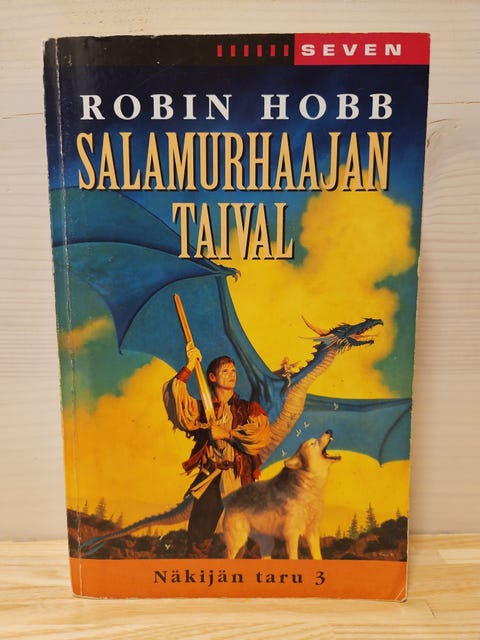 SEVEN
ROBIN HOBB
SALAMURHAAJAN
TAIVAL
Näkijän taru 3